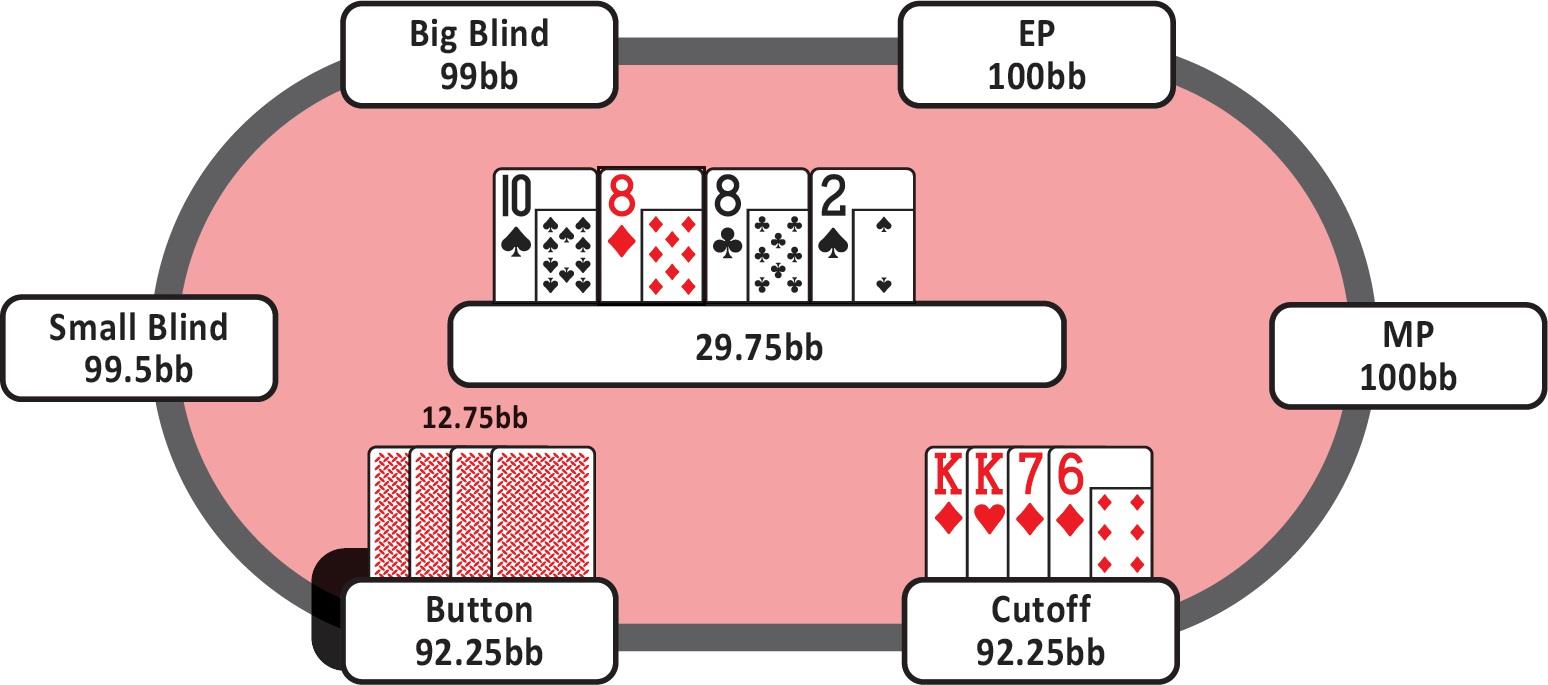 Big Blind
99bb
EP
100bb
10 8 8 2
Small Blind
99.5bb
29.75bb
MP
100bb
12.75bb
K K 7 6
Button
92.25bb
Cutoff
92.25bb